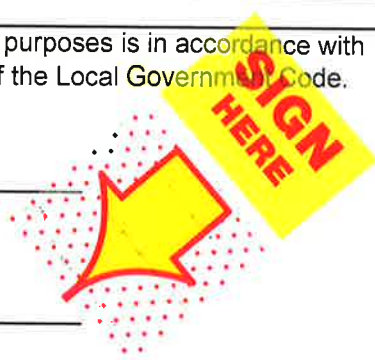 purposes is in accordance with
f the Local Government Code.
SIGN
HERE